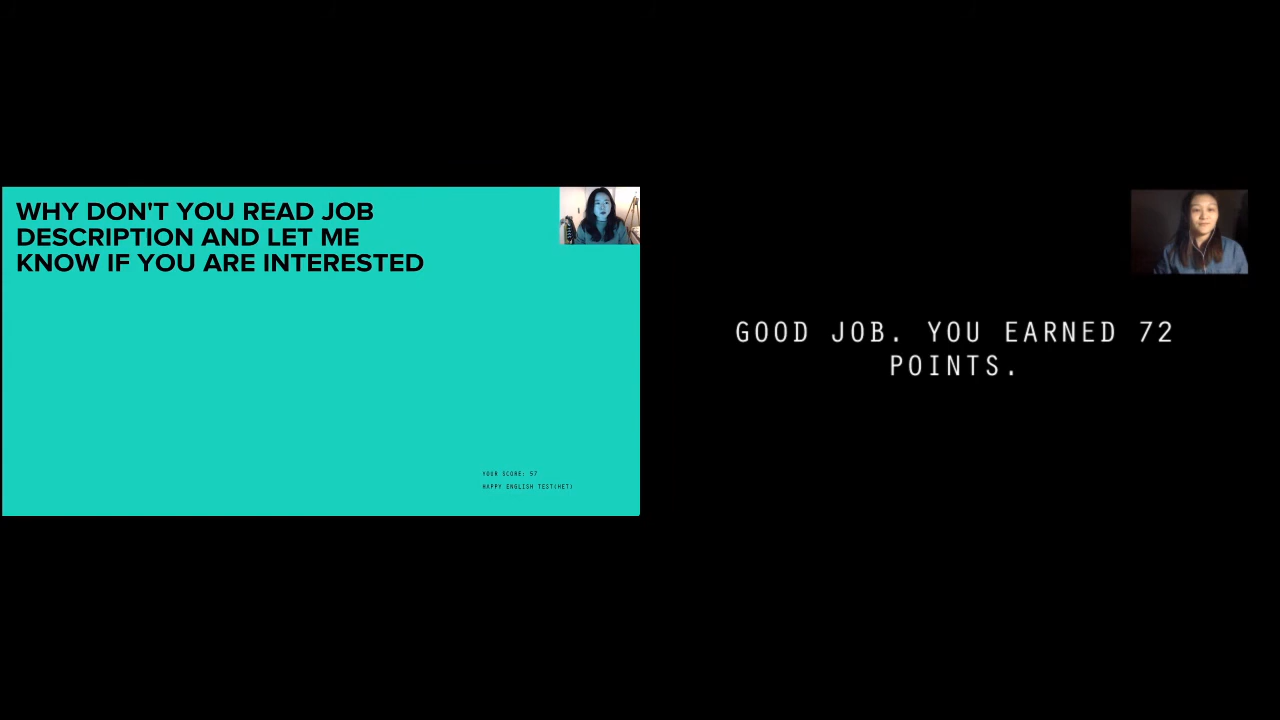 WHY DON'T YOU READ JOB
DESCRIPTION AND LET ME
KNOW IF YOU ARE INTERESTED
YOUR SCORE: 57
HAPPY ENGLISH TEST(HET)
GOOD JOB. YOU EARNED 72
POINTS.